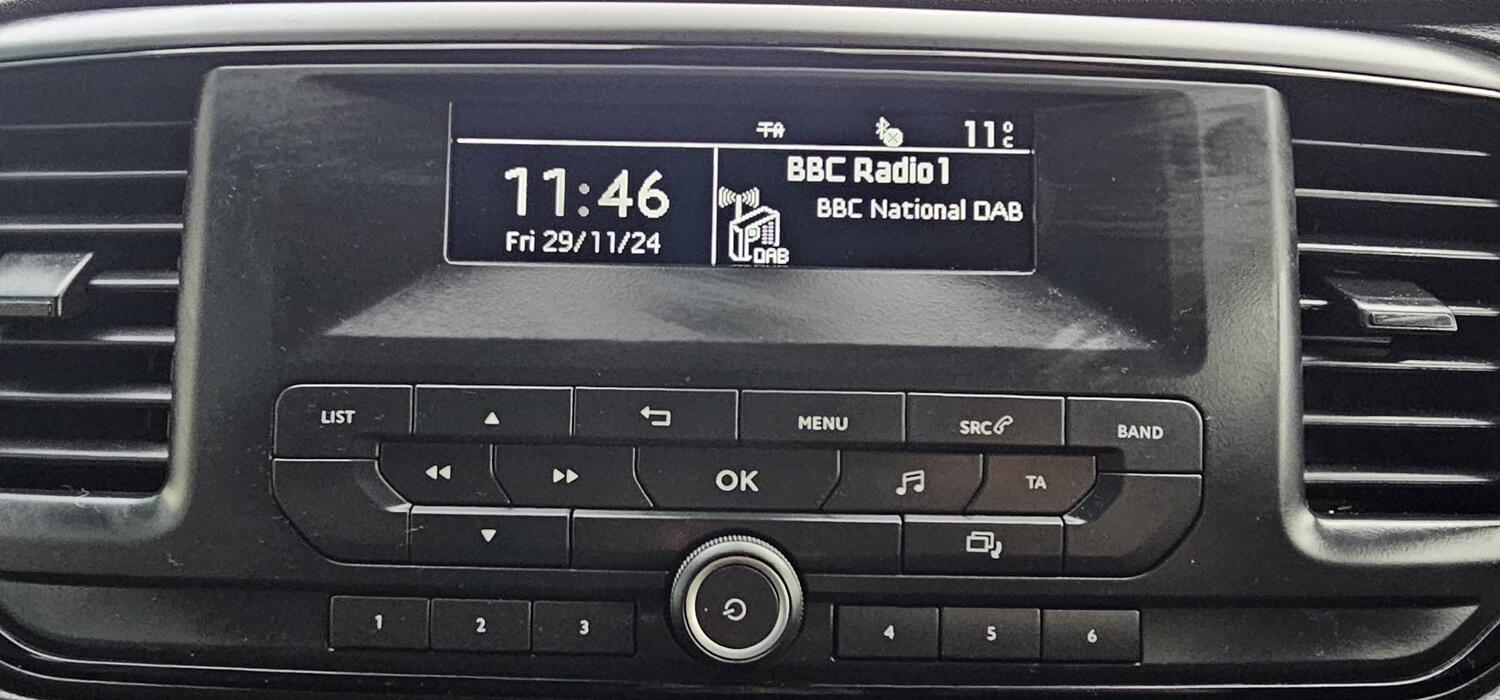 TA
11°C
11:46
Fri 29/11/24
BBC Radio1
BBC National DAB
DAB
LIST
MENU
SRC
BAND
OK
TA
1
2
3
4
5
6